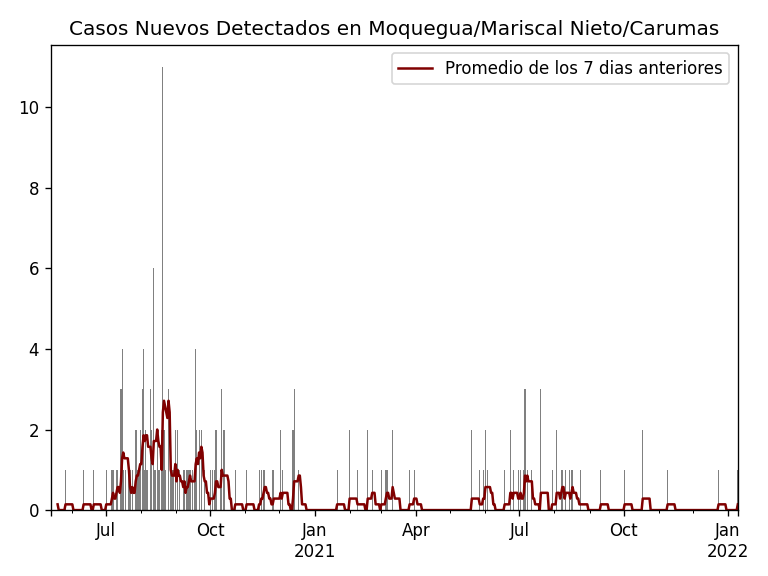 Casos Nuevos Detectados en Moquegua/Mariscal Nieto/Carumas
Promedio de los 7 dias anteriores
10
8
6
4
2
0
Jul Oct Jan Apr Jul Oct Jan
2021 2022